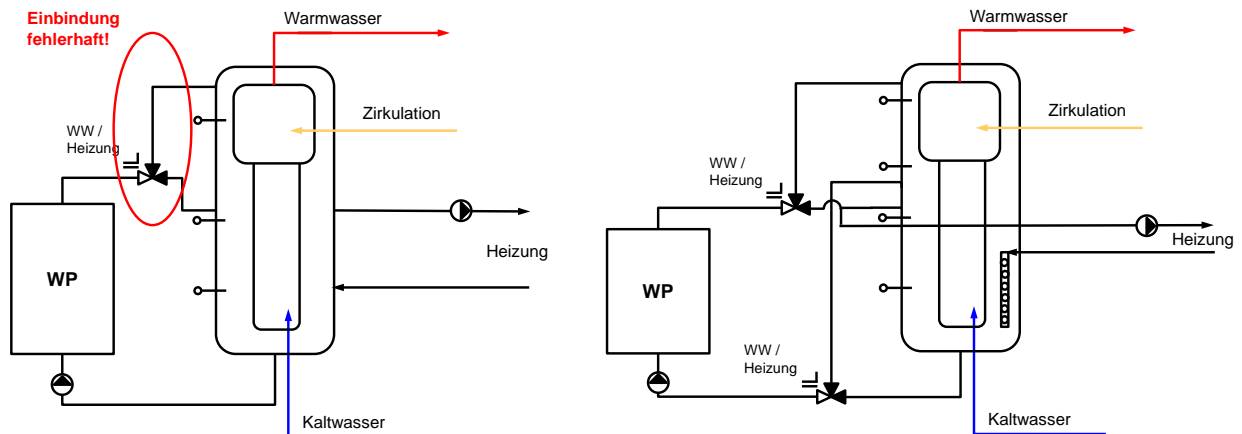 Einbindung
fehlerhaft!
Warmwasser
Zirkulation
WW /
Heizung
WP
Heizung
Kaltwasser
Warmwasser
Zirkulation
WW /
Heizung
WP
Heizung
WW /
Heizung
Kaltwasser